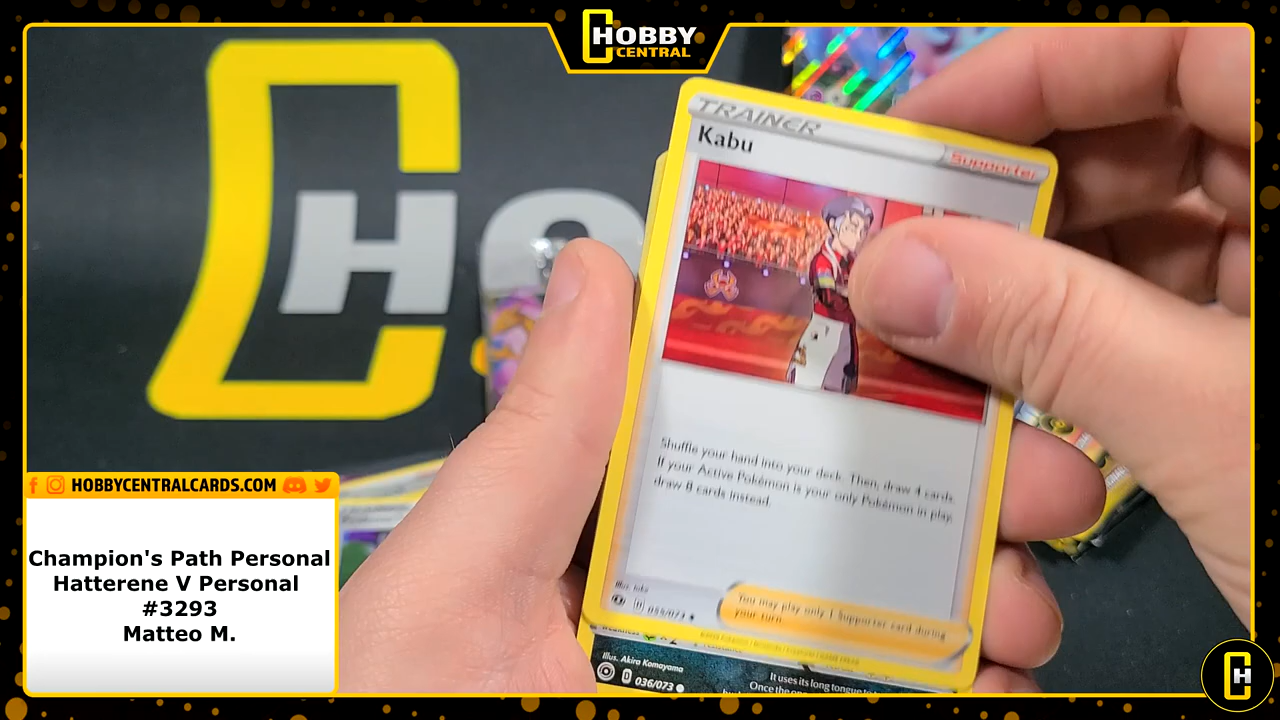 HOBBY
CENTRAL
TRAINER
Kabu
Supporter
Shuffle your hand into your deck. Then, draw 4 cards.
If your Active Pokémon is your only Pokémon in play,
draw 8 cards instead.
You may play only 1 Supporter card during
your turn.
D 055/073
Illus. Akira Komayama
D 036/073
It uses its long tongue to
HOBBYCENTRALCARDS.COM
Champion's Path Personal
Hatterene V Personal
#3293
Matteo M.
H
H